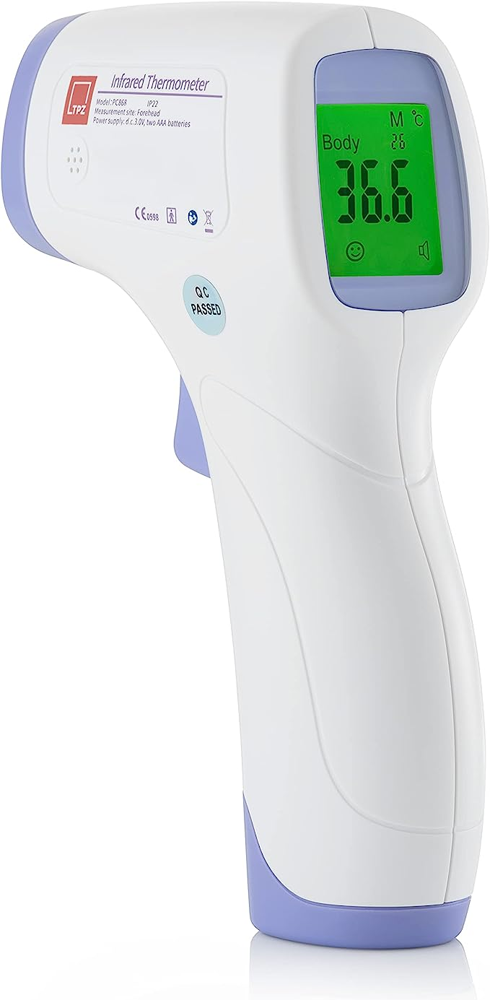 Infrared Thermometer
LTPZ
Model: PC868 IP22
Measurement site: Forehead
Power supply: d.c.3.0V, two AAA batteries
CE0598
QC
PASSED
M °C
Body 26
36.6